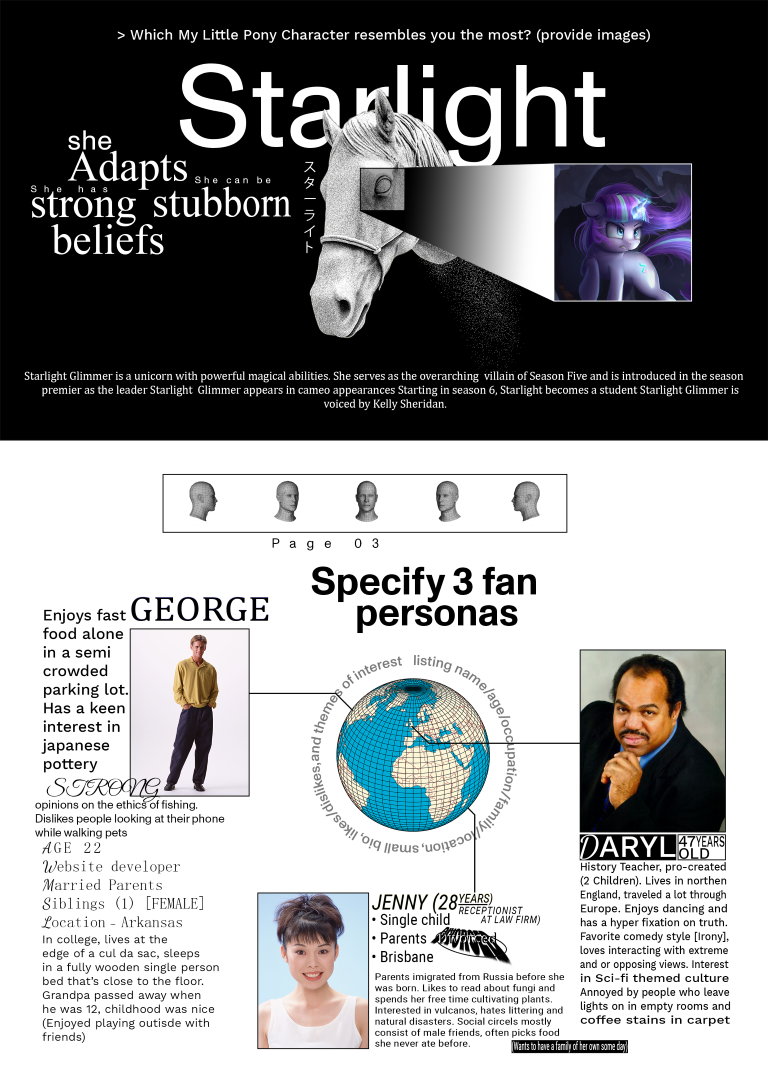 > Which My Little Pony Character resembles you the most? (provide images)
Starlight
she
Adapts
She can be
She has
strong stubborn
beliefs
スターライト
Starlight Glimmer is a unicorn with powerful magical abilities. She serves as the overarching villain of Season Five and is introduced in the season
premier as the leader Starlight Glimmer appears in cameo appearances Starting in season 6, Starlight becomes a student Starlight Glimmer is
voiced by Kelly Sheridan.
Page 03
Specify 3 fan
personas
GEORGE
Enjoys fast
food alone
in a semi
crowded
parking lot.
Has a keen
interest in
japanese
pottery
STRONG
opinions on the ethics of fishing.
Dislikes people looking at their phone
while walking pets
AGE 22
Website developer
Married Parents
Siblings (1) [FEMALE]
Location - Arkansas
In college, lives at the
edge of a cul da sac, sleeps
in a fully wooden single person
bed that's close to the floor.
Grandpa passed away when
he was 12, childhood was nice
(Enjoyed playing outisde with
friends)
listing name/age/occupation/family/location, small bio, likes/dislikes,and themes of interest
JENNY (28 YEARS)
RECEPTIONIST
AT LAW FIRM)
• Single child
• Parents Divorced
• Brisbane
Parents imigrated from Russia before she
was born. Likes to read about fungi and
spends her free time cultivating plants.
Interested in vulcanos, hates littering and
natural disasters. Social circels mostly
consist of male friends, often picks food
she never ate before.
(Wants to have a family of her own some day)
DARYL 47 YEARS
OLD
History Teacher, pro-created
(2 Children). Lives in northen
England, traveled a lot through
Europe. Enjoys dancing and
has a hyper fixation on truth.
Favorite comedy style [Irony],
loves interacting with extreme
and or opposing views. Interest
in Sci-fi themed culture
Annoyed by people who leave
lights on in empty rooms and
coffee stains in carpet